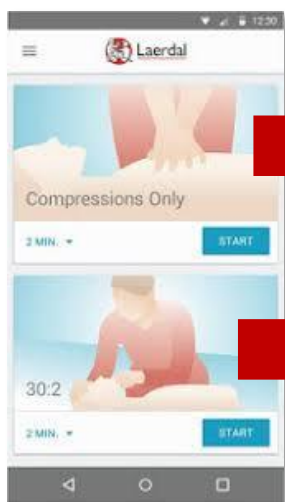 12:30
Laerdal
Compressions Only
2 MIN.
START
30:2
2 MIN.
START